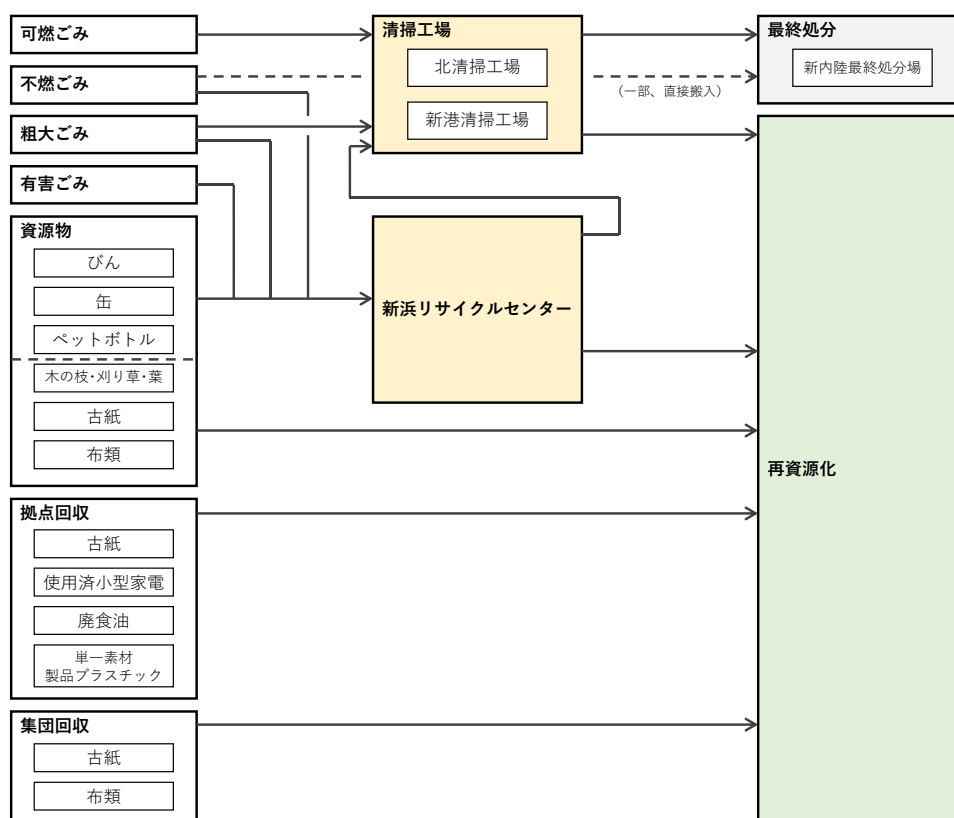 可燃ごみ
不燃ごみ
粗大ごみ
有害ごみ
資源物
びん
缶
ペットボトル
木の枝・刈り草・葉
古紙
布類
拠点回収
古紙
使用済小型家電
廃食油
単一素材
製品プラスチック
集団回収
古紙
布類
清掃工場
北清掃工場
新港清掃工場
新浜リサイクルセンター
（一部、直接搬入）
最終処分
新内陸最終処分場
再資源化